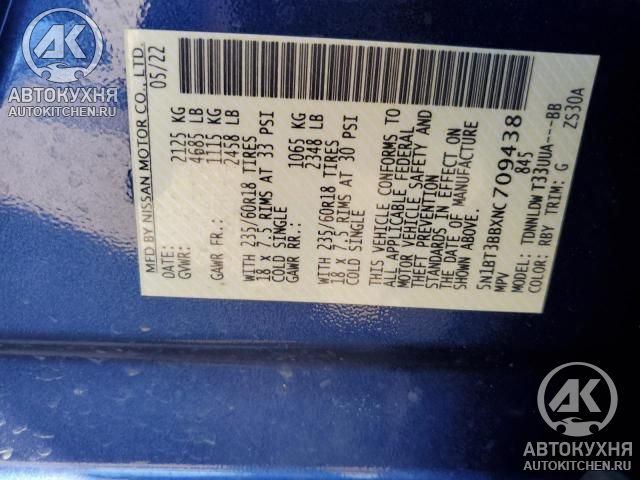 MFD BY NISSAN MOTOR CO., LTD.
DATE: 05/22
GVWR: 2125 KG
4685 LB
GAWR FR.: 1115 KG
2458 LB
WITH 235/60R18 TIRES
18 X 7.5 RIMS AT 33 PSI
COLD SINGLE
GAWR RR.: 1065 KG
2348 LB
WITH 235/60R18 TIRES
18 X 7.5 RIMS AT 30 PSI
COLD SINGLE
THIS VEHICLE CONFORMS TO
ALL APPLICABLE FEDERAL
MOTOR VEHICLE SAFETY AND
THEFT PREVENTION
STANDARDS IN EFFECT ON
THE DATE OF MANUFACTURE
SHOWN ABOVE.
5N1BT3BBXNC709438
MPV 845
MODEL: TDNNLDWT33UUA---BB
COLOR: RBY TRIM: G ZS30A
АК
АВТОКУХНЯ
AUTOKITCHEN.RU
АК
АВТОКУХНЯ
AUTOKITCHEN.RU